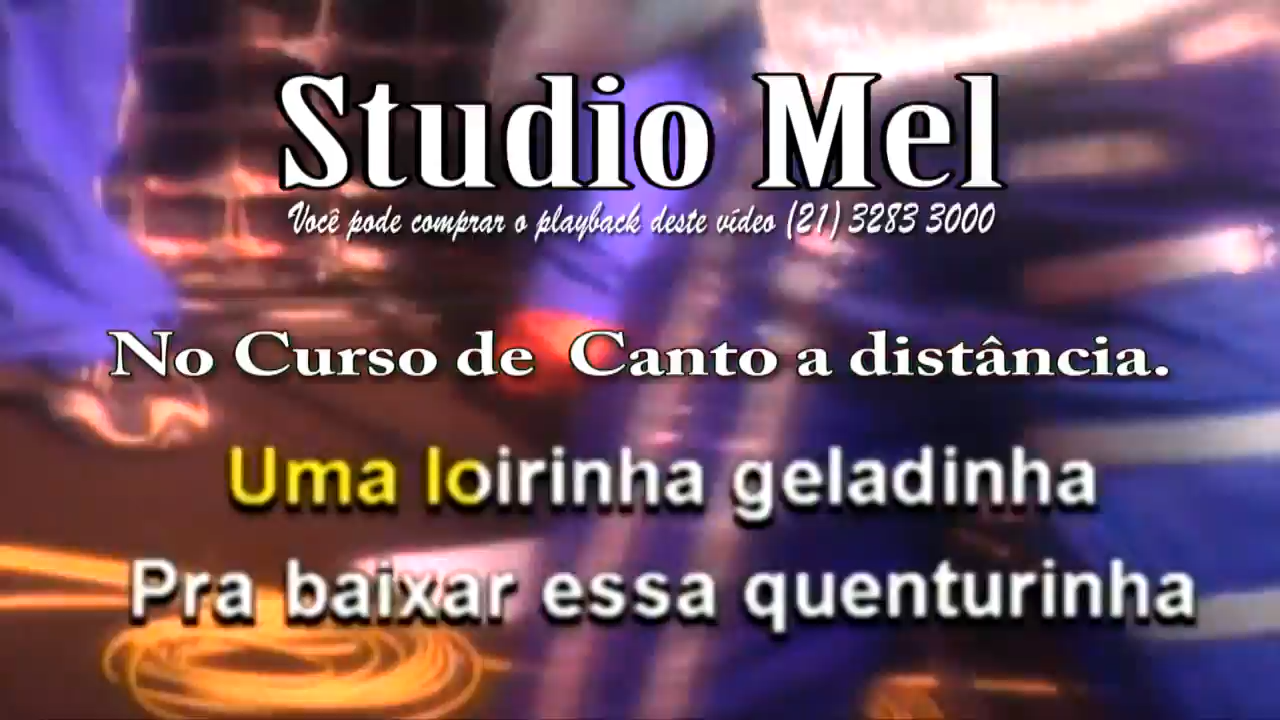 Studio Mel
Você pode comprar o playback deste vídeo (21) 3283 3000
No Curso de Canto a distância.
Uma loirinha geladinha
Pra baixar essa quenturinha